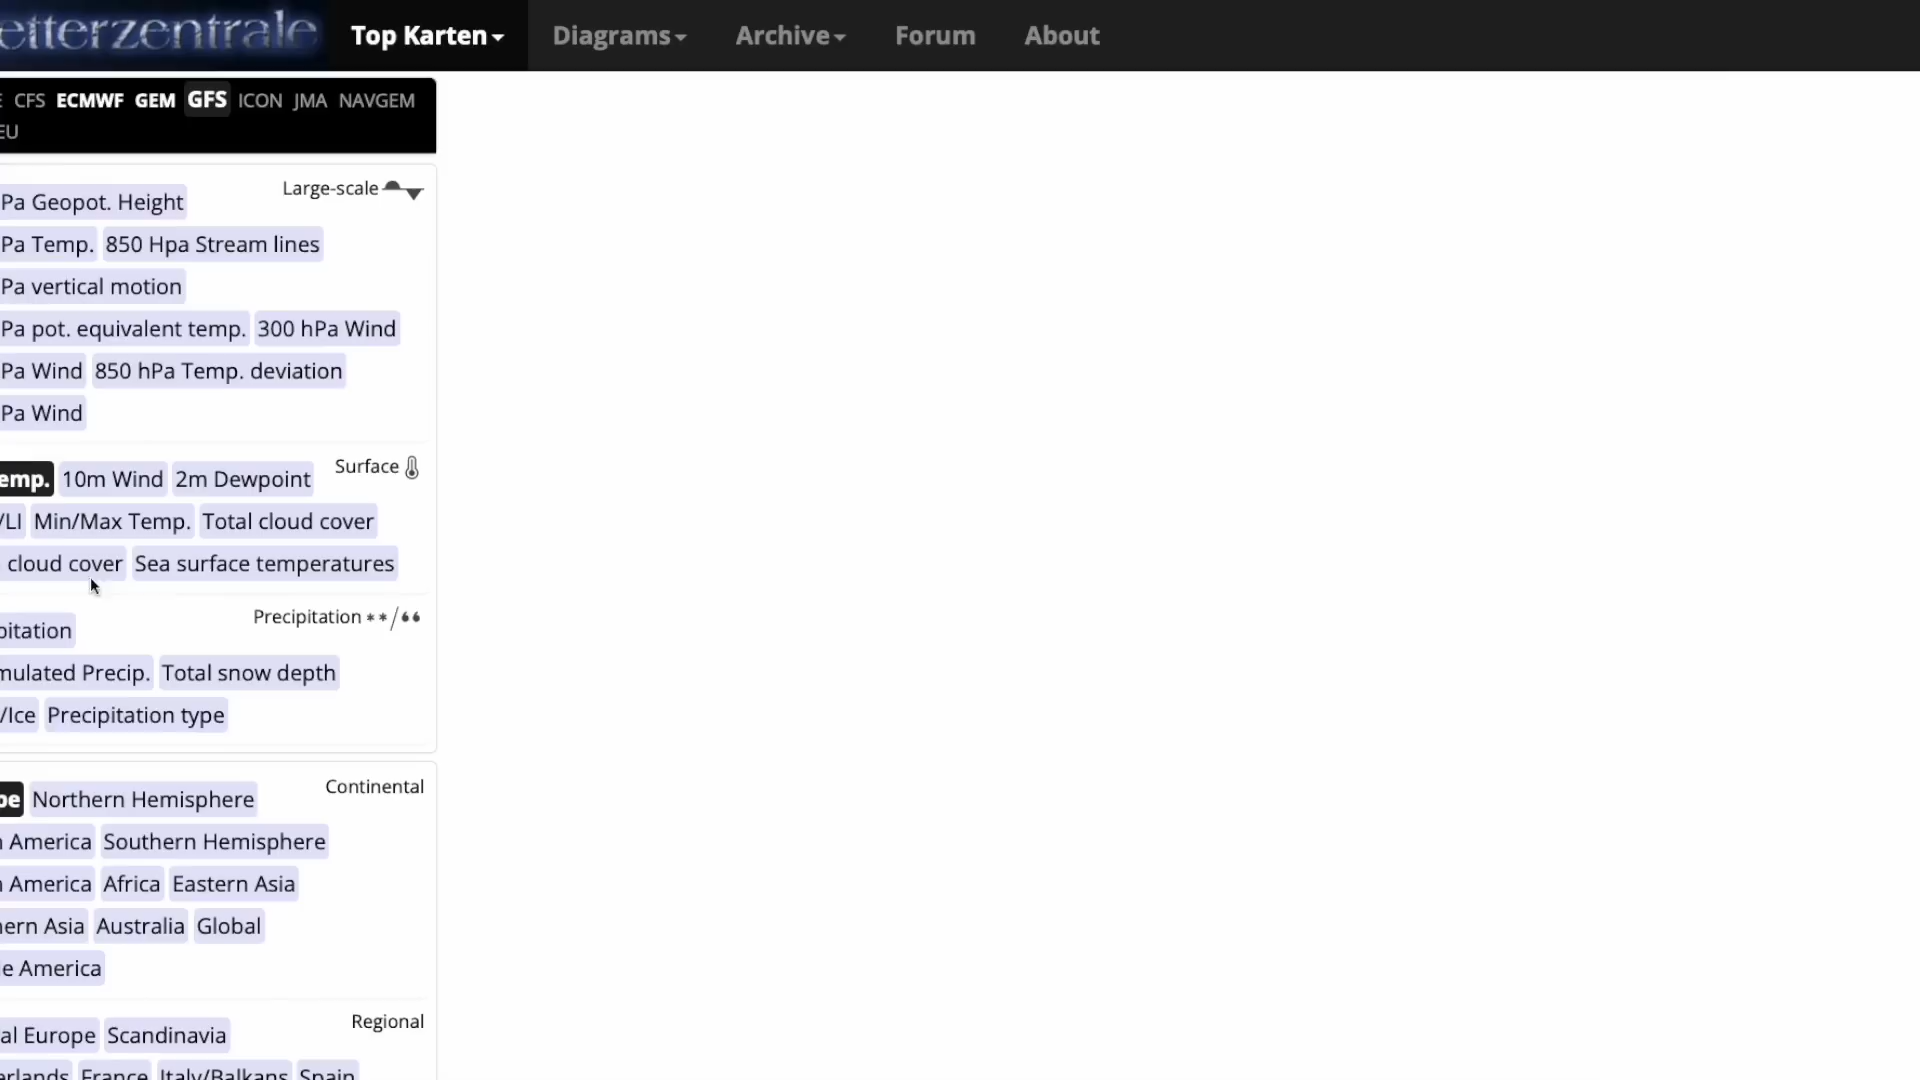 etterzentrale Top Karten Diagrams Archive Forum About
CFS ECMWF GEM GFS ICON JMA NAVGEM
EU
Large-scale
Pa Geopot. Height
Pa Temp. 850 Hpa Stream lines
Pa vertical motion
Pa pot. equivalent temp. 300 hPa Wind
Pa Wind 850 hPa Temp. deviation
Pa Wind
Surface
emp. 10m Wind 2m Dewpoint
/LI Min/Max Temp. Total cloud cover
cloud cover Sea surface temperatures
Precipitation **/
pitation
mulated Precip. Total snow depth
/Ice Precipitation type
Continental
pe Northern Hemisphere
America Southern Hemisphere
America Africa Eastern Asia
ern Asia Australia Global
e America
Regional
al Europe Scandinavia
erlands France Italy/Balkans Spain